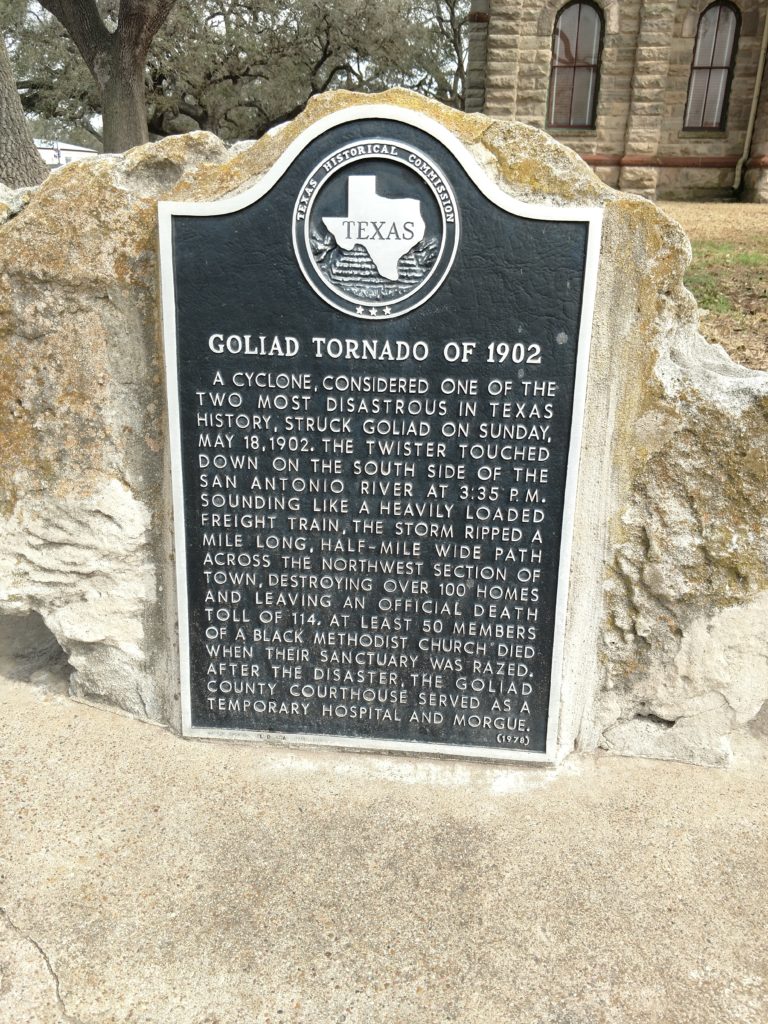 TEXAS HISTORICAL COMMISSION
TEXAS
GOLIAD TORNADO OF 1902
A CYCLONE, CONSIDERED ONE OF THE
TWO MOST DISASTROUS IN TEXAS
HISTORY, STRUCK GOLIAD ON SUNDAY,
MAY 18, 1902. THE TWISTER TOUCHED
DOWN ON THE SOUTH SIDE OF THE
SAN ANTONIO RIVER AT 3:35 P.M.
SOUNDING LIKE A HEAVILY LOADED
FREIGHT TRAIN, THE STORM RIPPED A
MILE LONG, HALF-MILE WIDE PATH
ACROSS THE NORTHWEST SECTION OF
TOWN, DESTROYING OVER 100 HOMES
AND LEAVING AN OFFICIAL DEATH
TOLL OF 114. AT LEAST 50 MEMBERS
OF A BLACK METHODIST CHURCH DIED
WHEN THEIR SANCTUARY WAS RAZED.
AFTER THE DISASTER, THE GOLIAD
COUNTY COURTHOUSE SERVED AS A
TEMPORARY HOSPITAL AND MORGUE.
(1978)